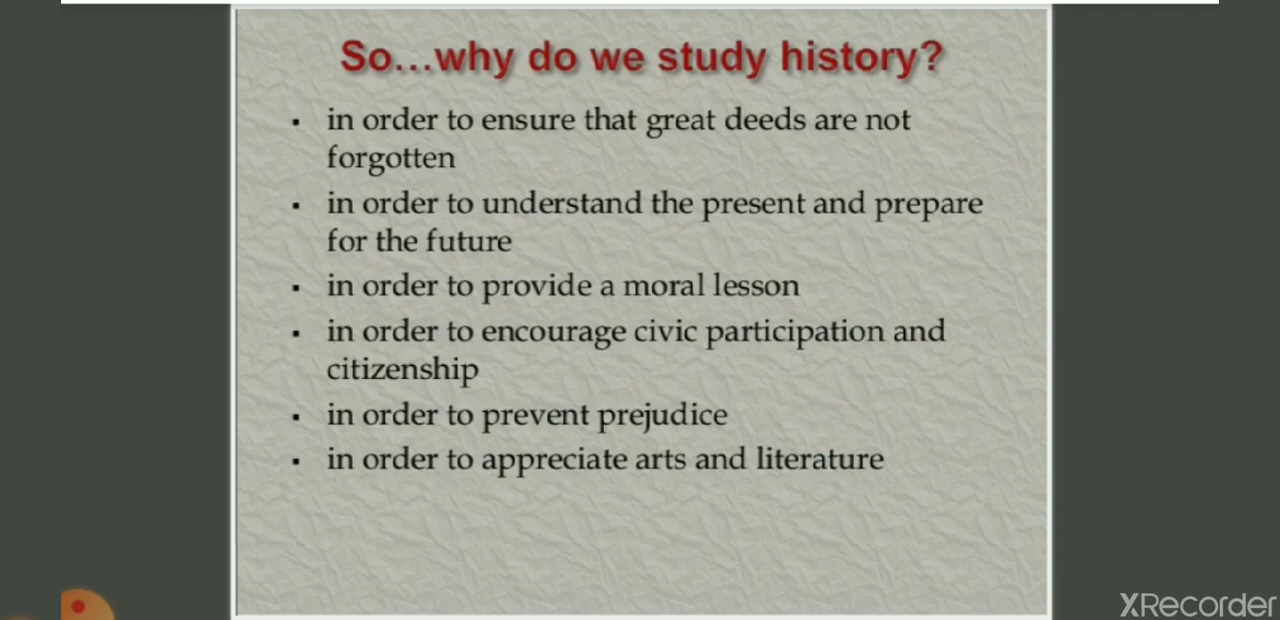 So...why do we study history?
▪ in order to ensure that great deeds are not
forgotten
▪ in order to understand the present and prepare
for the future
▪ in order to provide a moral lesson
▪ in order to encourage civic participation and
citizenship
▪ in order to prevent prejudice
▪ in order to appreciate arts and literature
XRecorder